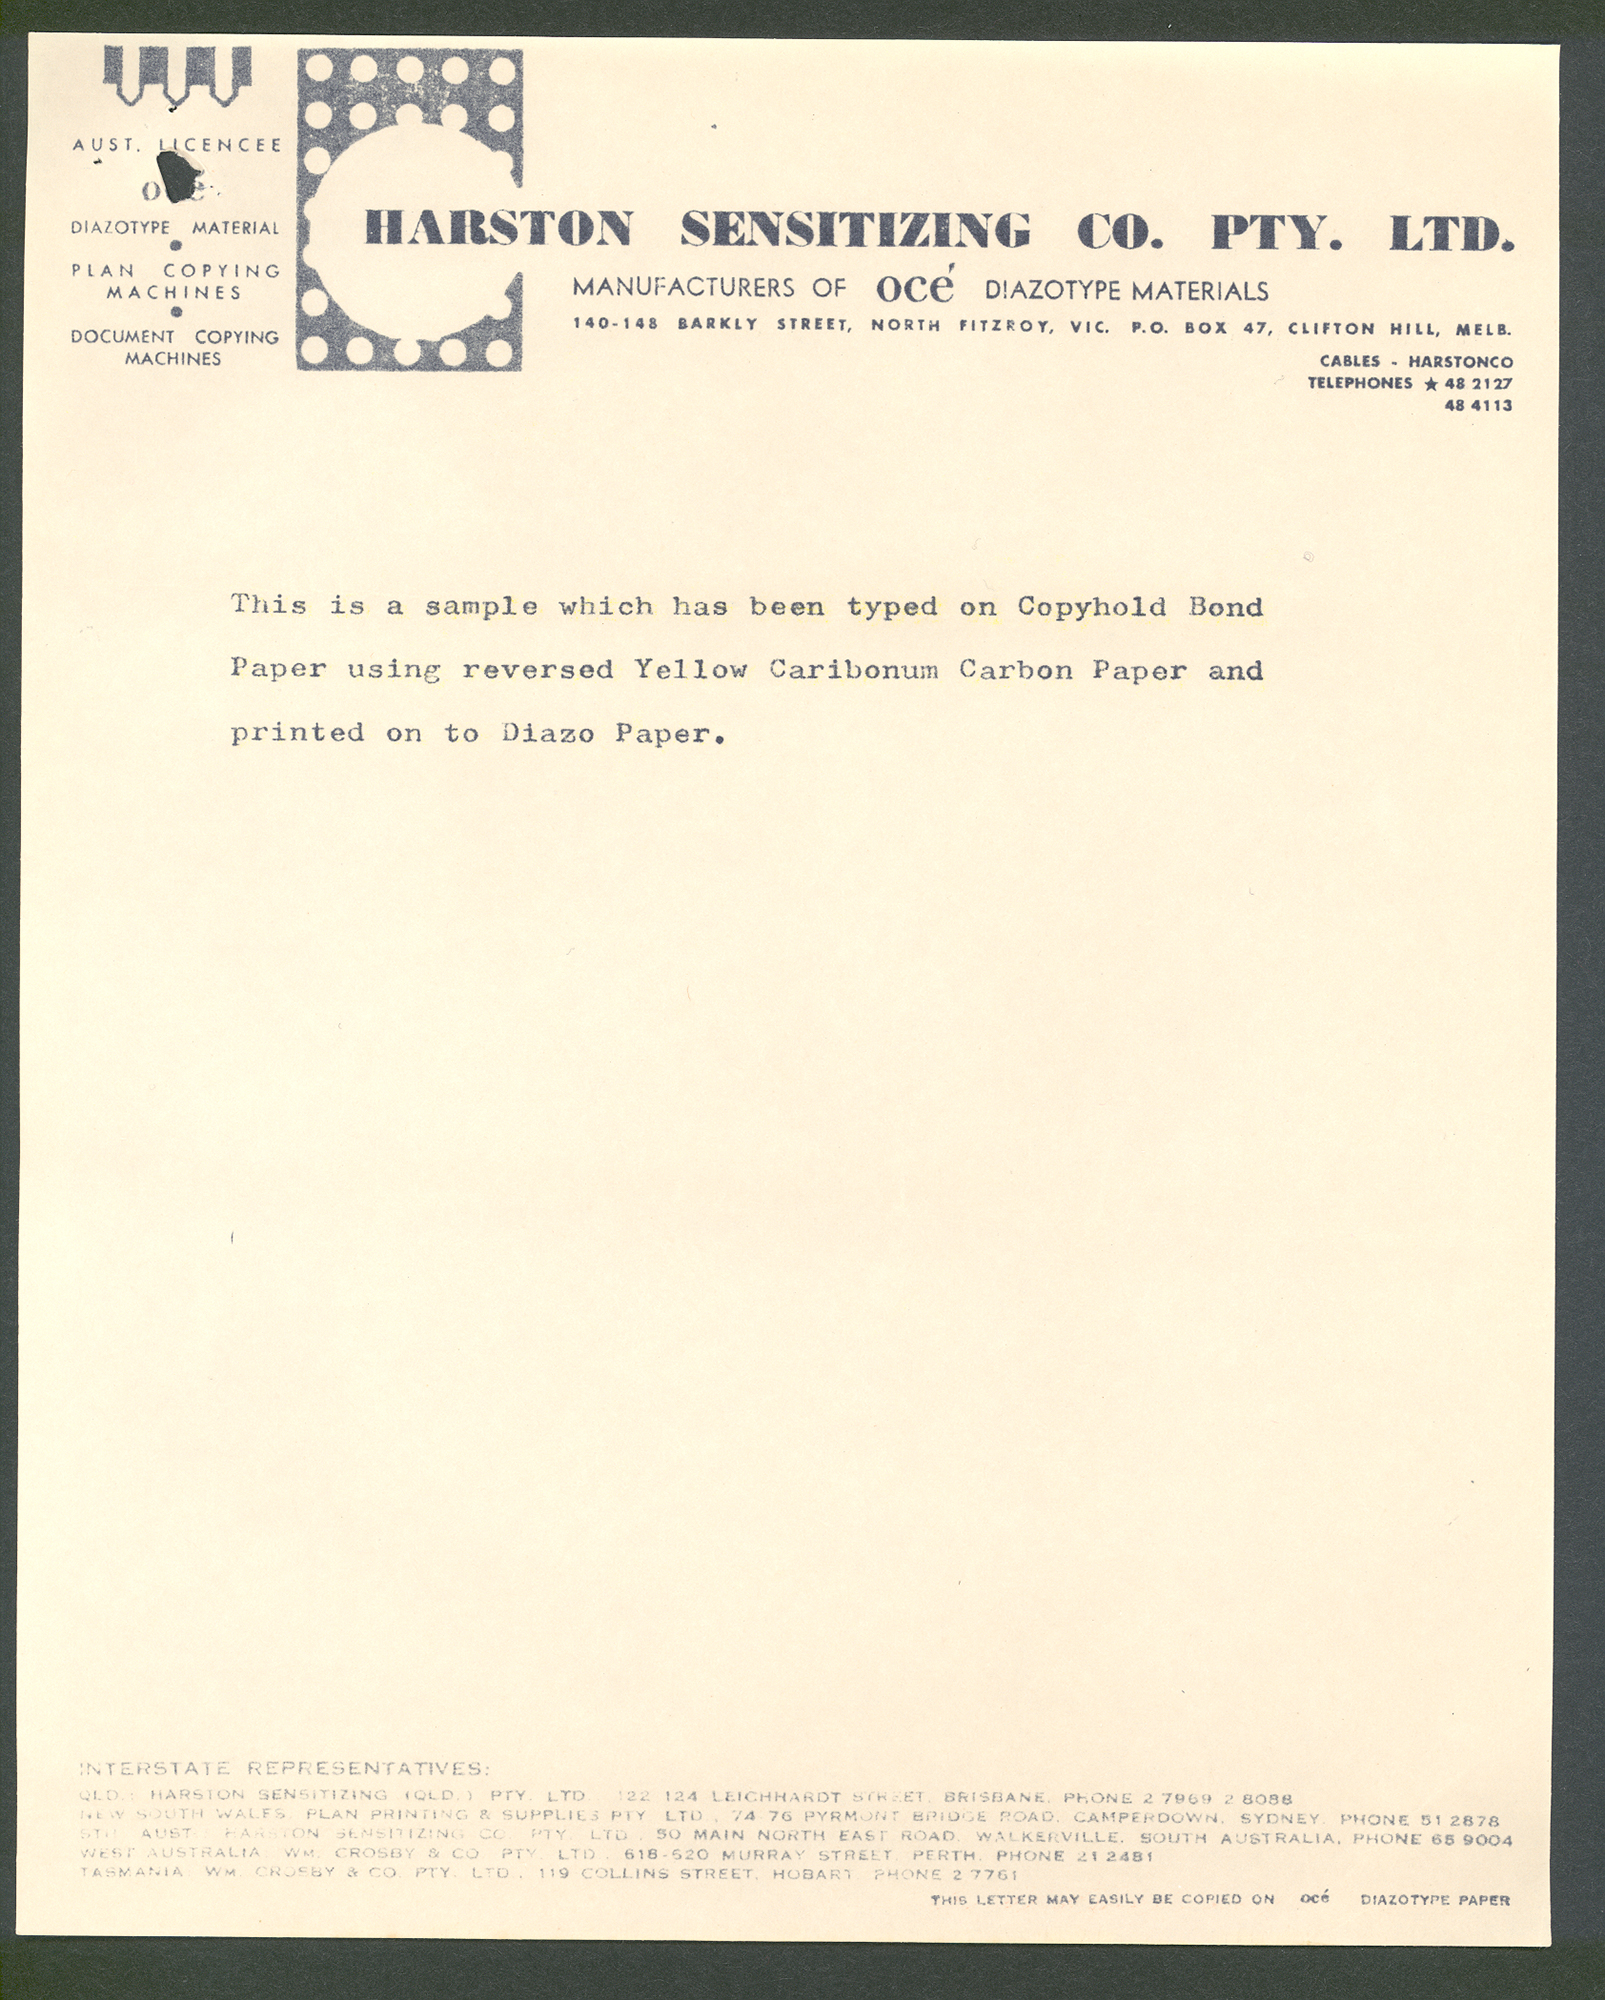 AUST. LICENCEE
DIAZOTYPE MATERIAL
PLAN COPYING
MACHINES
DOCUMENT COPYING
MACHINES
HARSTON SENSITIZING CO. PTY. LTD.
MANUFACTURERS OF océ DIAZOTYPE MATERIALS
140-148 BARKLY STREET, NORTH FITZROY, VIC. P.O. BOX 47, CLIFTON HILL, MELB.
CABLES - HARSTONCO
TELEPHONES ★ 48 2127
48 4113
This is a sample which has been typed on Copyhold Bond
Paper using reversed Yellow Caribonum Carbon Paper and
printed on to Diazo Paper.
INTERSTATE REPRESENTATIVES:
QLD.: HARSTON SENSITIZING (QLD.) PTY. LTD. 122 124 LEICHHARDT STREET, BRISBANE, PHONE 2 7969 2 8088
NEW SOUTH WALES. PLAN PRINTING & SUPPLIES PTY LTD., 74 76 PYRMONT BRIDGE ROAD, CAMPERDOWN, SYDNEY. PHONE 51 2878
STH AUST. HARSTON SENSITIZING CO. PTY. LTD. 50 MAIN NORTH EAST ROAD, WALKERVILLE, SOUTH AUSTRALIA, PHONE 65 9004
WEST AUSTRALIA WM. CROSBY & CO PTY. LTD. 618-620 MURRAY STREET, PERTH. PHONE 21 2481
TASMANIA WM. CROSBY & CO. PTY. LTD., 119 COLLINS STREET, HOBART PHONE 2 7761
THIS LETTER MAY EASILY BE COPIED ON océ DIAZOTYPE PAPER